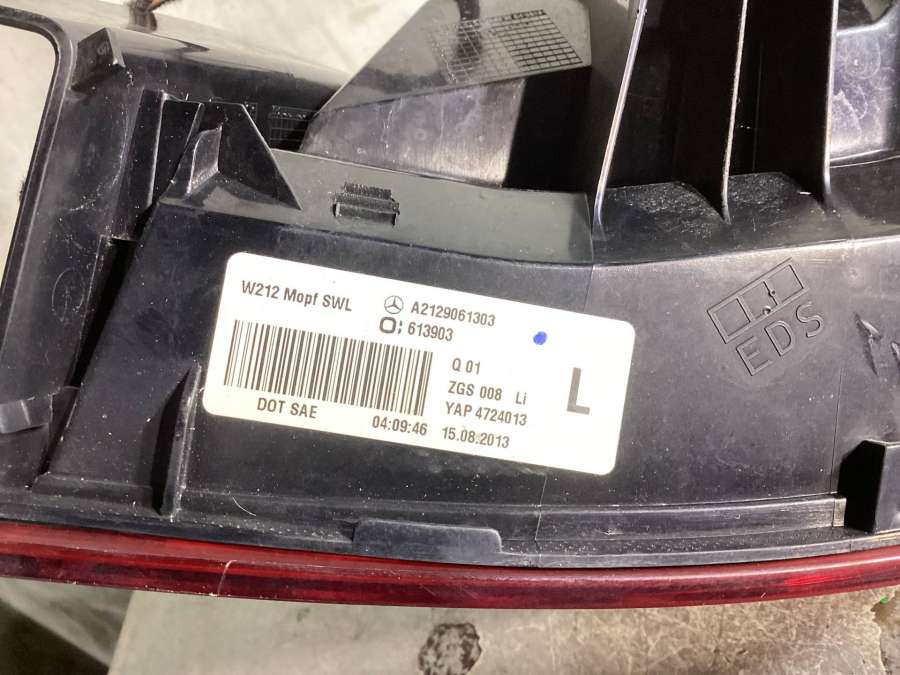 W212 Mopf SWL
A2129061303
613903
Q 01
ZGS 008 Li
YAP 4724013
L
DOT SAE
04:09:46 15.08.2013
EDS